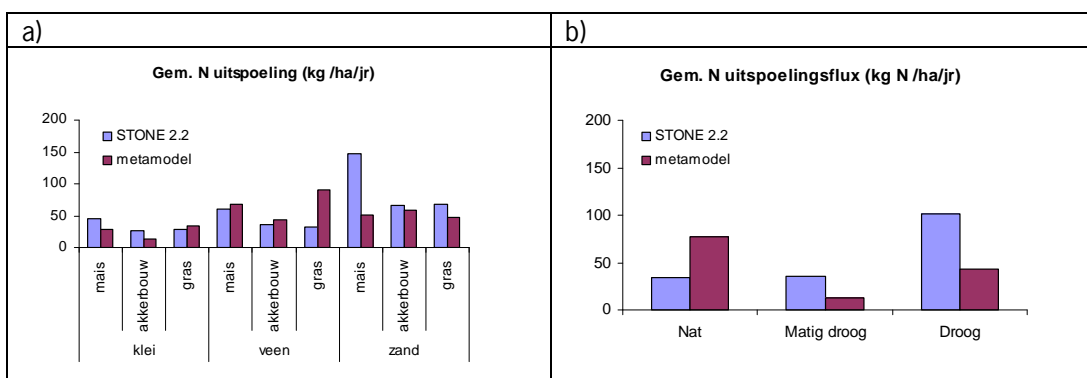 a)
Gem. N uitspoeling (kg /ha/jr)
200
150
100
50
0
STONE 2.2
metamodel
mais
akkerbouw
gras
mais
akkerbouw
gras
mais
akkerbouw
gras
klei
veen
zand
b)
Gem. N uitspoelingsflux (kg N /ha/jr)
200
150
100
50
0
STONE 2.2
metamodel
Nat
Matig droog
Droog